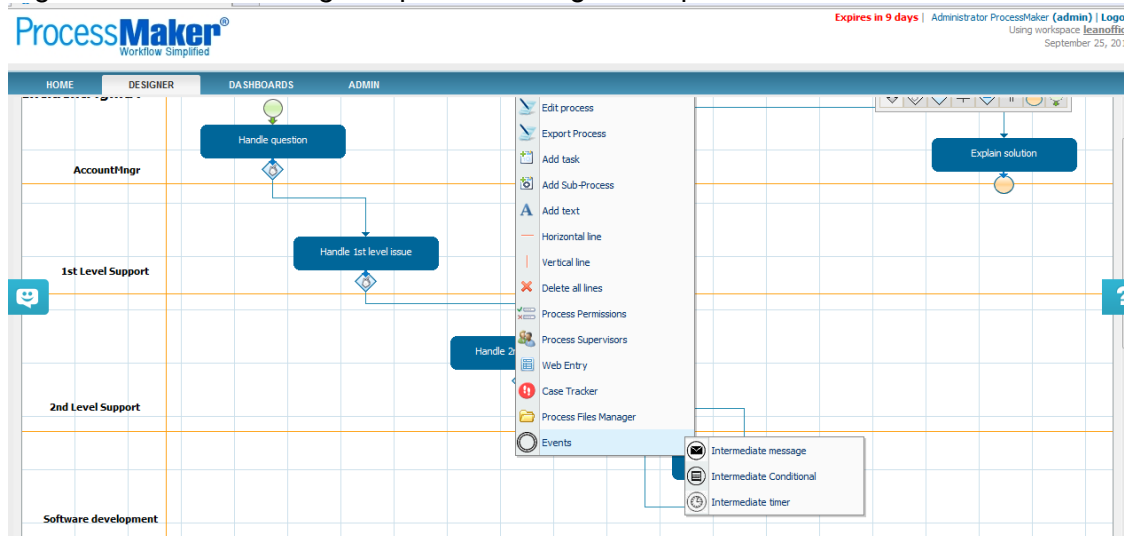 ProcessMaker®
Workflow Simplified
Expires in 9 days | Administrator ProcessMaker (admin) |
Using workspace
September 25,
HOME DESIGNER DASHBOARDS ADMIN
Handle question
AccountMngr
Handle 1st level issue
1st Level Support
Handle
2nd Level Support
Software development
Edit process
Export Process
Add task
Add Sub-Process
Add text
Horizontal line
Vertical line
Delete all lines
Process Permissions
Process Supervisors
Web Entry
Case Tracker
Process Files Manager
Events
Intermediate message
Intermediate Conditional
Intermediate timer
Explain solution